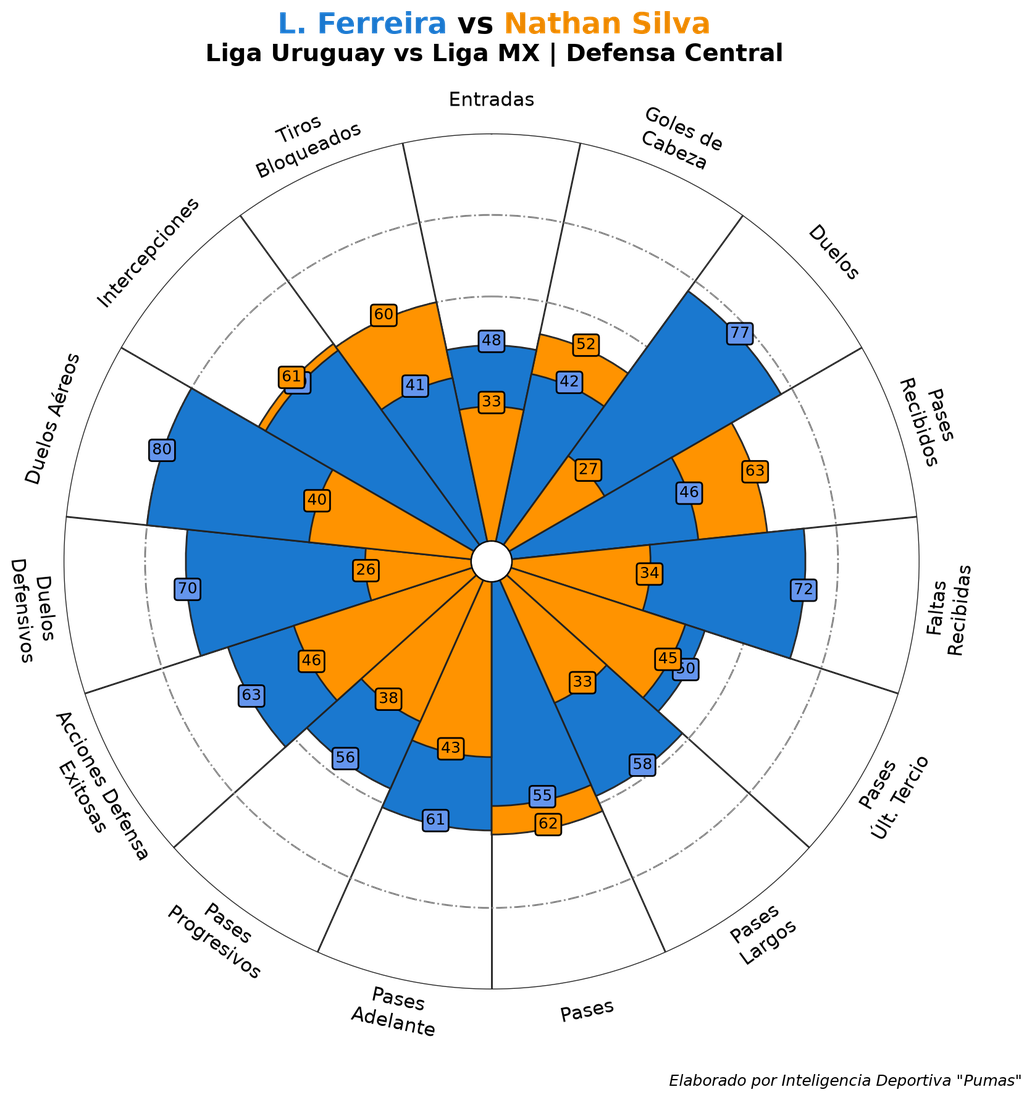 L. Ferreira vs Nathan Silva
Liga Uruguay vs Liga MX | Defensa Central
Entradas
48
33
Goles de
Cabeza
52
42
Duelos
77
27
Pases
Recibidos
63
46
Faltas
Recibidas
72
34
Pases
Últ. Tercio
45
50
Pases
Largos
58
33
Pases
55
62
Pases
Adelante
61
43
Pases
Progresivos
56
38
Acciones Defensa
Exitosas
63
46
Duelos
Defensivos
70
26
Duelos Aéreos
80
40
Intercepciones
61
Tiros
Bloqueados
60
41
Elaborado por Inteligencia Deportiva "Pumas"